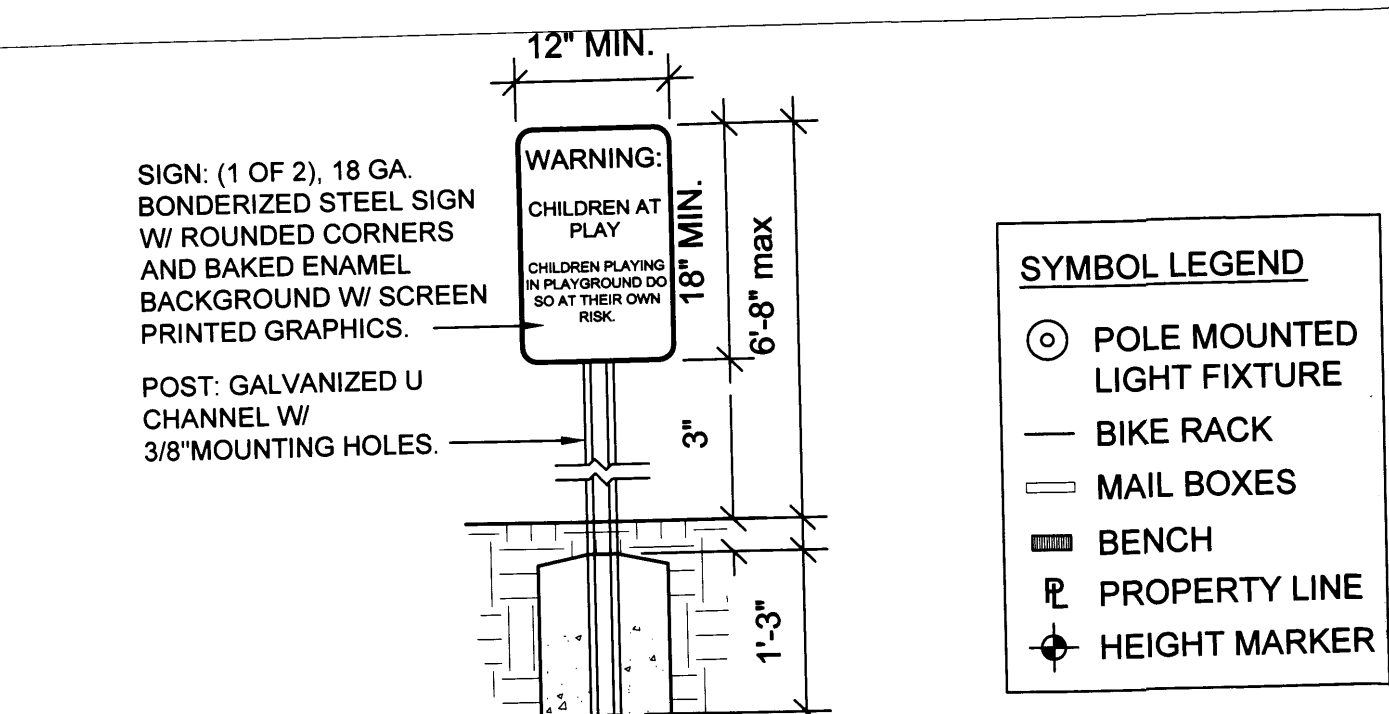 12" MIN.
SIGN: (1 OF 2), 18 GA.
BONDERIZED STEEL SIGN
W/ ROUNDED CORNERS
AND BAKED ENAMEL
BACKGROUND W/ SCREEN
PRINTED GRAPHICS.
POST: GALVANIZED U
CHANNEL W/
3/8"MOUNTING HOLES.
WARNING:
CHILDREN AT
PLAY
CHILDREN PLAYING
IN PLAYGROUND DO
SO AT THEIR OWN
RISK.
18" MIN.
6'-8" max
3"
1'-3"
SYMBOL LEGEND
POLE MOUNTED
LIGHT FIXTURE
BIKE RACK
MAIL BOXES
BENCH
PL PROPERTY LINE
HEIGHT MARKER